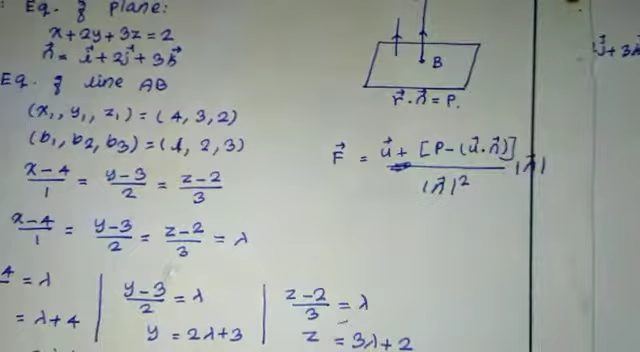 Eq. of plane:
x+2y+3z=2
n⃗ = i⃗+2j⃗+3k⃗
Eq. of line AB
(x₁, y₁, z₁) = (4, 3, 2)
(b₁, b₂, b₃) = (1, 2, 3)
x-4/1 = y-3/2 = z-2/3
x-4/1 = y-3/2 = z-2/3 = λ
4 = λ | y-3/2 = λ | z-2/3 = λ
= λ+4 | y = 2λ+3 | z = 3λ+2
B
r⃗·n⃗ = P.
F⃗ = u⃗ + [P-(u⃗·n⃗)]/|n⃗|² |n⃗|
j⃗+3k